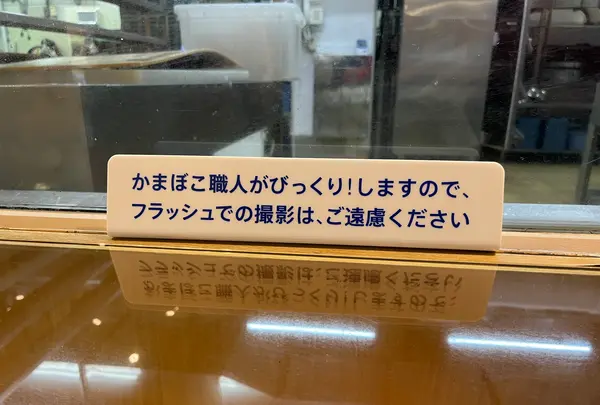 かまぼこ職人がびっくり!しますので、
フラッシュでの撮影は、ご遠慮ください